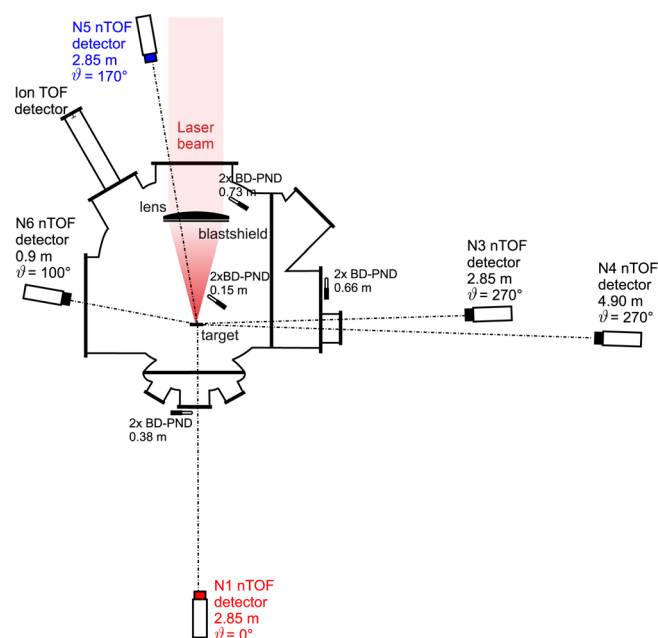 N5 nTOF
detector
2.85 m
ϑ = 170°
Ion TOF
detector
Laser
beam
2x BD-PND
0.73 m
lens
blastshield
N6 nTOF
detector
0.9 m
ϑ = 100°
2xBD-PND
0.15 m
2x BD-PND
0.66 m
N3 nTOF
detector
2.85 m
ϑ = 270°
N4 nTOF
detector
4.90 m
ϑ = 270°
target
2x BD-PND
0.38 m
N1 nTOF
detector
2.85 m
ϑ = 0°